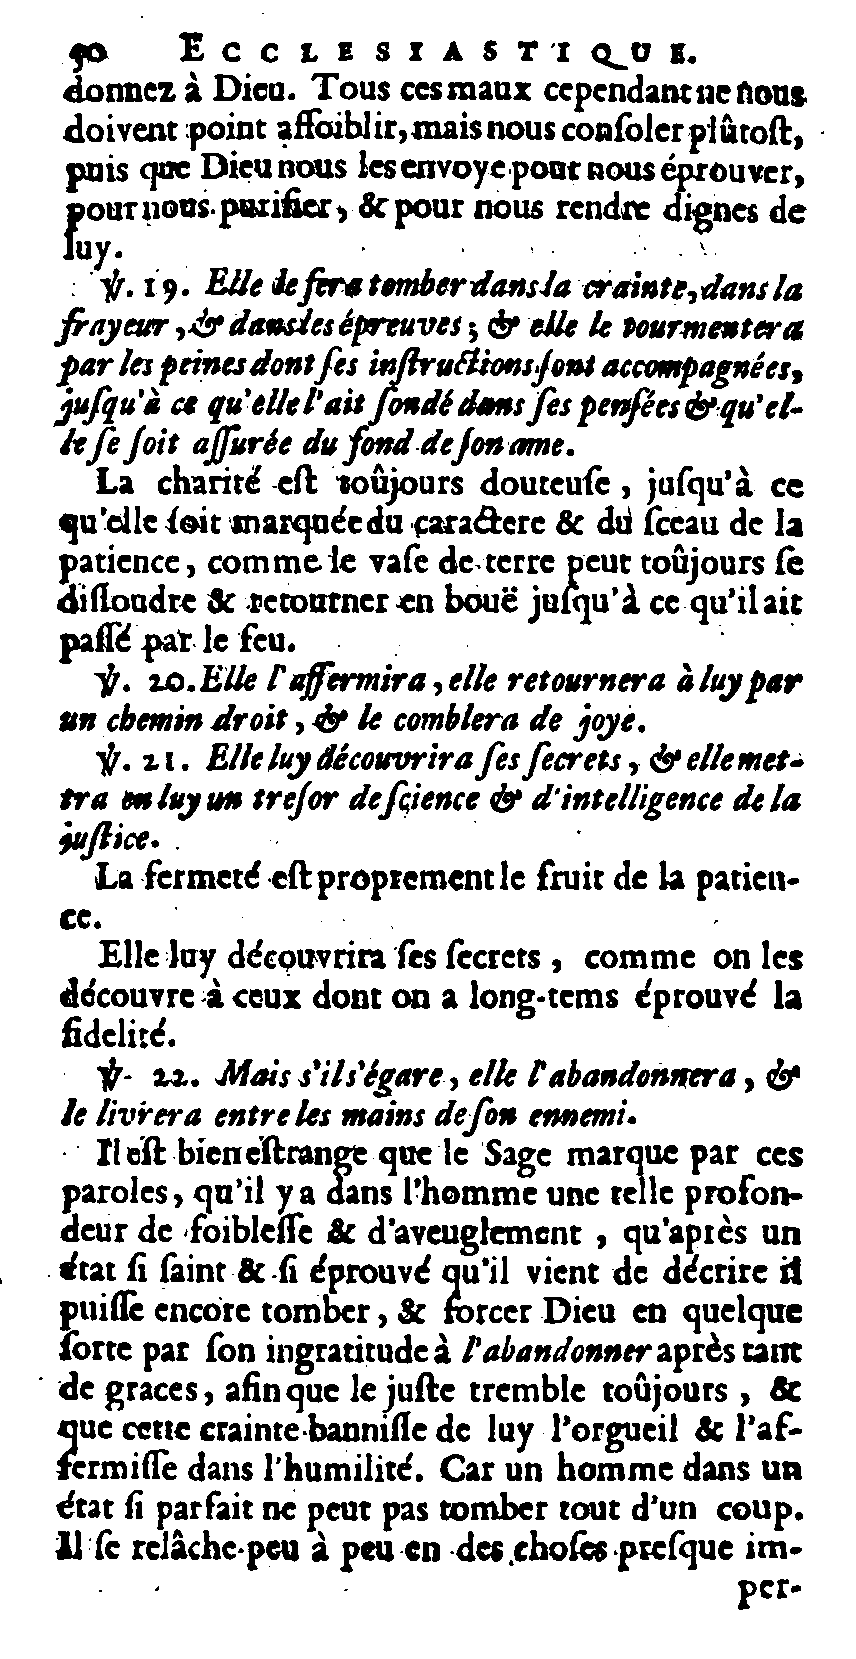 90 ECCLESIASTIQUE.
donnez à Dieu. Tous ces maux cependant ne nous
doivent point affoiblir, mais nous conſoler plûtoſt,
puis que Dieu nous les envoye pour nous éprouver,
pour nous purifier, & pour nous rendre dignes de
luy.
℣. 19. Elle le fera tomber dans la crainte, dans la
frayeur, & dans les épreuves; & elle le tourmentera
par les peines dont ſes inſtructions ſont accompagnées,
juſqu'à ce qu'elle l'ait ſondé dans ſes penſées & qu'el-
le ſe ſoit aſſurée du fond de ſon ame.
La charité eſt toûjours douteuſe, juſqu'à ce
qu'elle ſoit marquée du caractere & du ſceau de la
patience, comme le vaſe de terre peut toûjours ſe
diſſoudre & retourner en bouë juſqu'à ce qu'il ait
paſſé par le feu.
℣. 20. Elle l'affermira, elle retournera à luy par
un chemin droit, & le comblera de joye.
℣. 21. Elle luy découvrira ſes ſecrets, & elle met-
tra en luy un treſor de ſcience & d'intelligence de la
juſtice.
La fermeté eſt proprement le fruit de la patien-
ce.
Elle luy découvrira ſes ſecrets, comme on les
découvre à ceux dont on a long-tems éprouvé la
fidelité.
℣. 22. Mais s'il s'égare, elle l'abandonnera, &
le livrera entre les mains de ſon ennemi.
Il eſt bien eſtrange que le Sage marque par ces
paroles, qu'il y a dans l'homme une telle profon-
deur de foibleſſe & d'aveuglement, qu'après un
état ſi ſaint & ſi éprouvé qu'il vient de décrire il
puiſſe encore tomber, & forcer Dieu en quelque
ſorte par ſon ingratitude à l'abandonner après tant
de graces, afin que le juſte tremble toûjours, &
que cette crainte banniſſe de luy l'orgueil & l'af-
fermiſſe dans l'humilité. Car un homme dans un
état ſi parfait ne peut pas tomber tout d'un coup.
Il ſe relâche peu à peu en des choſes preſque im-
per-